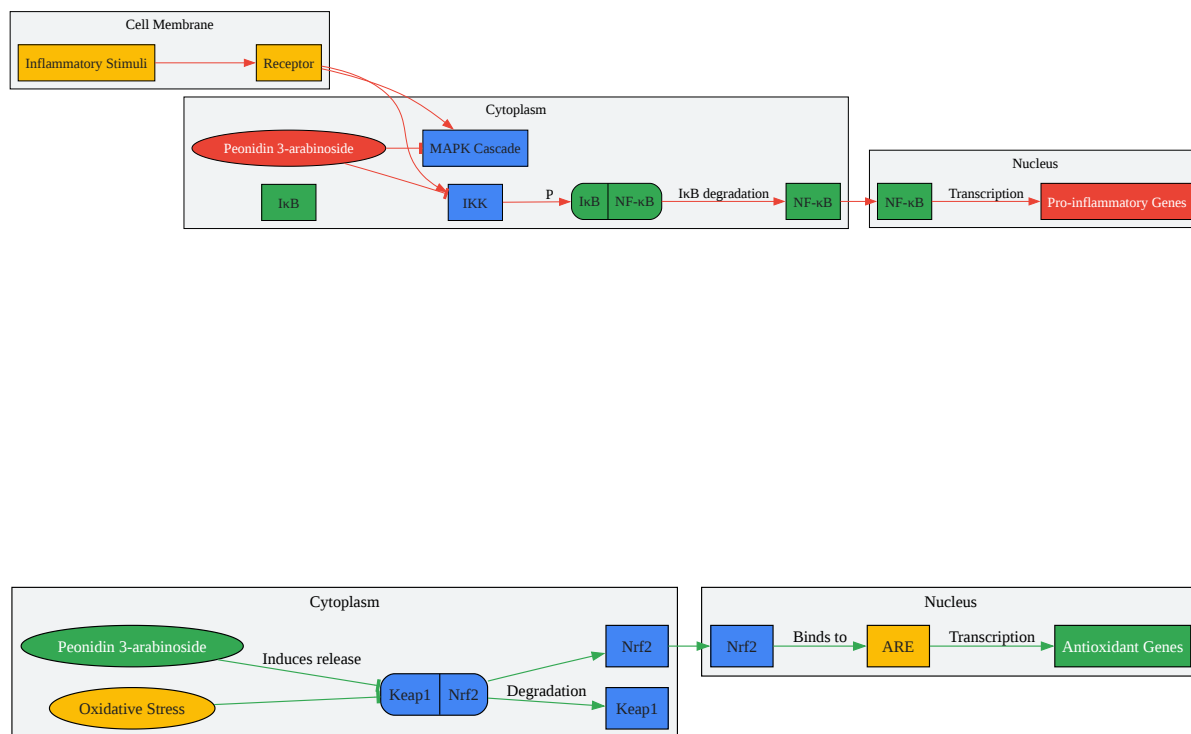 Cell Membrane
Inflammatory Stimuli
Receptor
Cytoplasm
Peonidin 3-arabinoside
MAPK Cascade
IκB
IKK
P
IκB
NF-κB
IκB degradation
NF-κB
Nucleus
NF-κB
Transcription
Pro-inflammatory Genes
Cytoplasm
Peonidin 3-arabinoside
Induces release
Oxidative Stress
Keap1
Nrf2
Degradation
Nrf2
Keap1
Nucleus
Nrf2
Binds to
ARE
Transcription
Antioxidant Genes